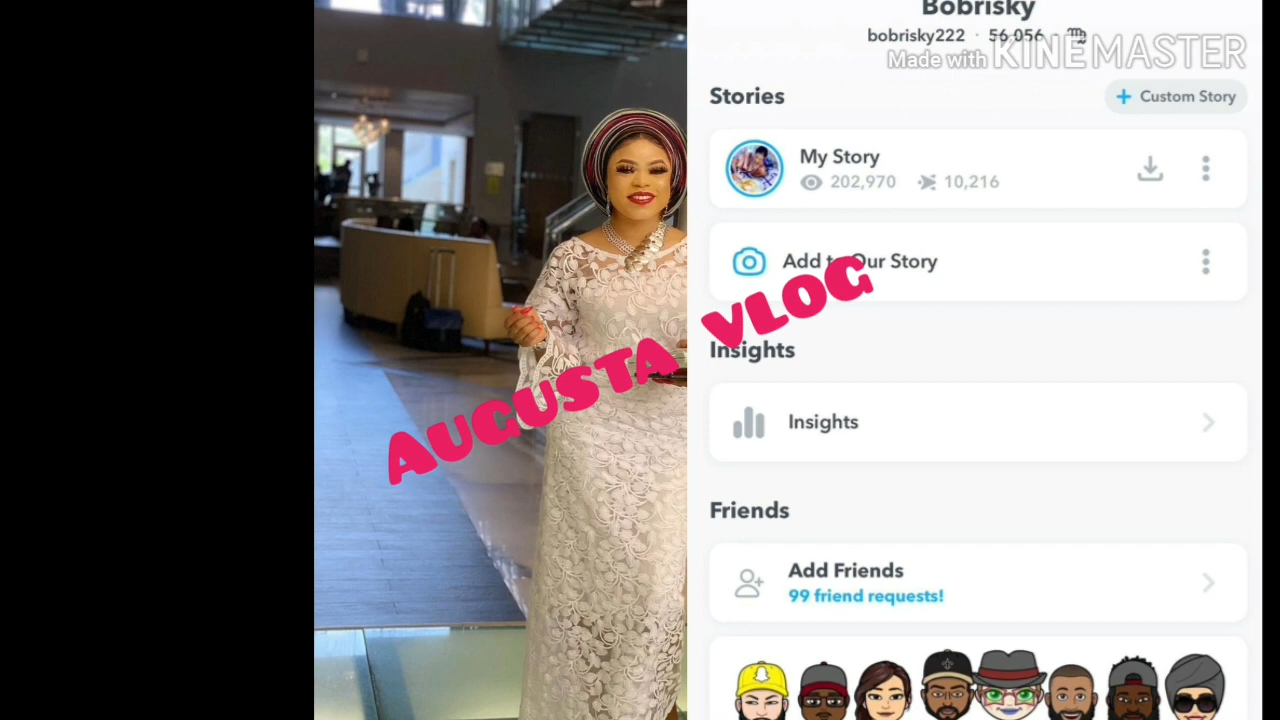 Bobrisky
bobrisky222 · 56,056 · ♍
Made with KINEMASTER
Stories
+ Custom Story
My Story
202,970 10,216
Add to Our Story
AUGUSTA VLOG
Insights
Insights
Friends
Add Friends
99 friend requests!